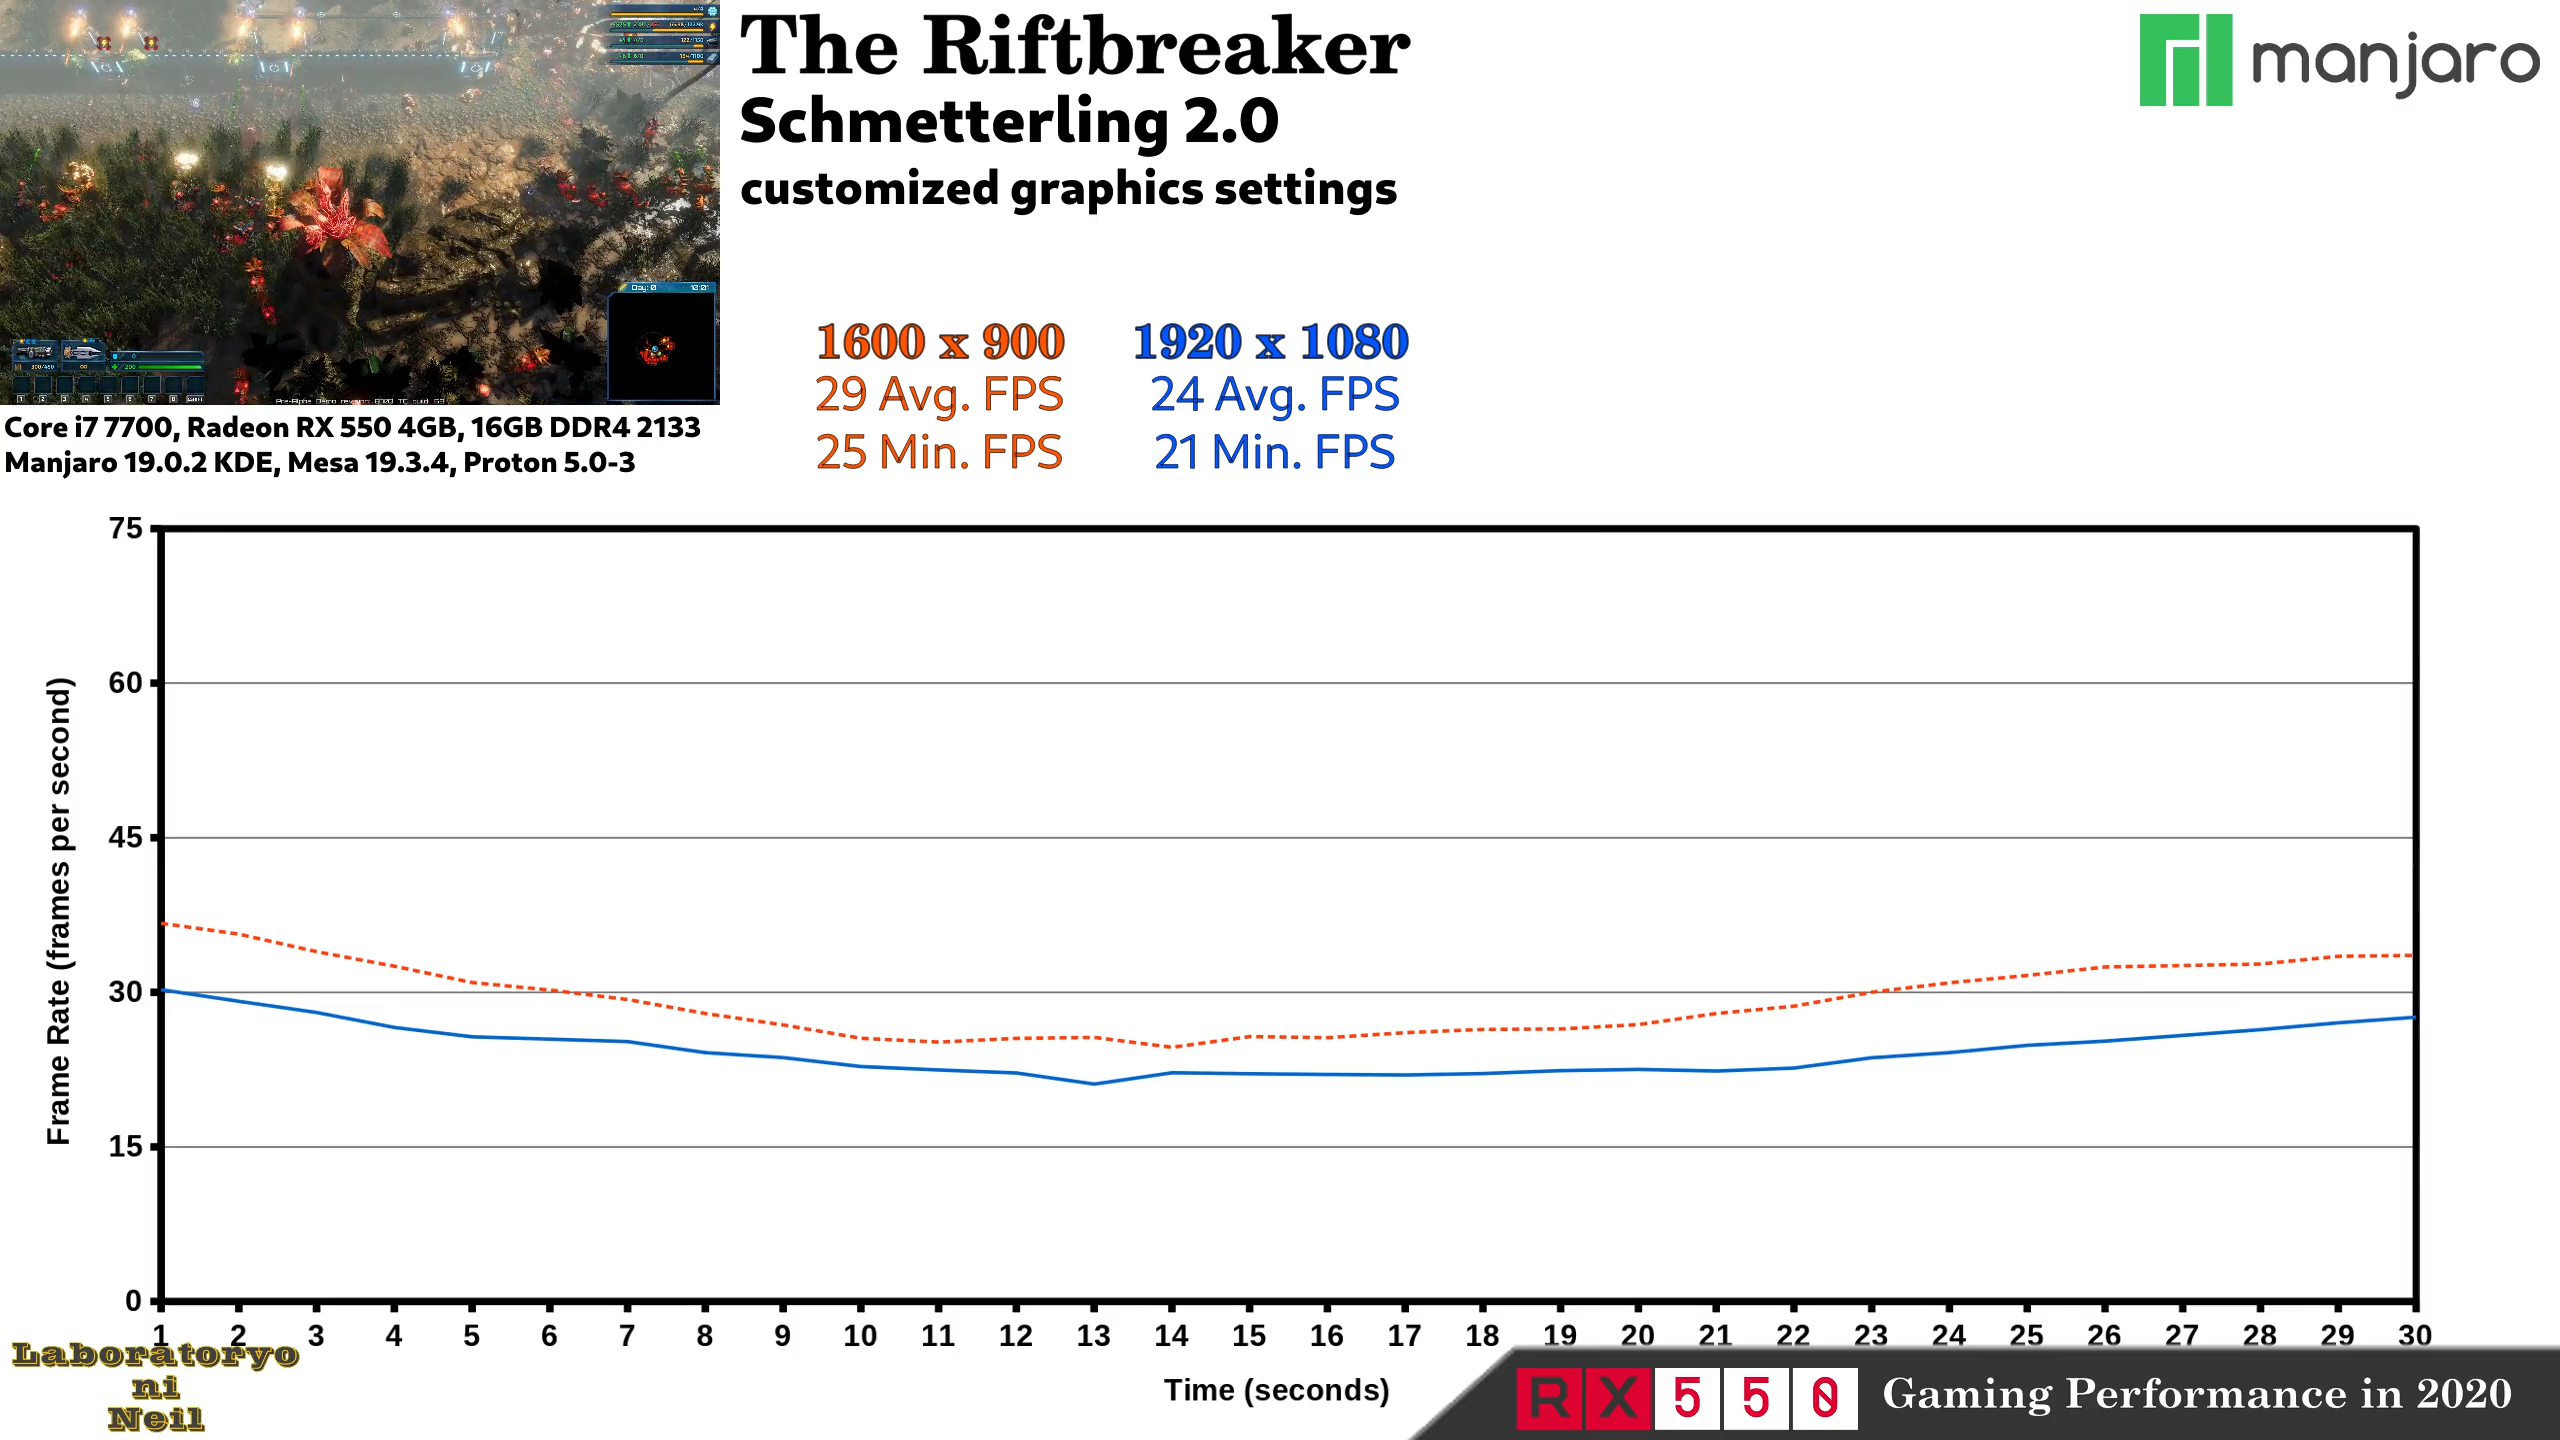 The Riftbreaker
Schmetterling 2.0
customized graphics settings
manjaro
Day: 0 10:01
Core i7 7700, Radeon RX 550 4GB, 16GB DDR4 2133
Manjaro 19.0.2 KDE, Mesa 19.3.4, Proton 5.0-3
1600 x 900
29 Avg. FPS
25 Min. FPS
1920 x 1080
24 Avg. FPS
21 Min. FPS
Frame Rate (frames per second)
75
60
45
30
15
0
1 2 3 4 5 6 7 8 9 10 11 12 13 14 15 16 17 18 19 20 21 22 23 24 25 26 27 28 29 30
Time (seconds)
Laboratoryo
ni
Neil
RX 550 Gaming Performance in 2020